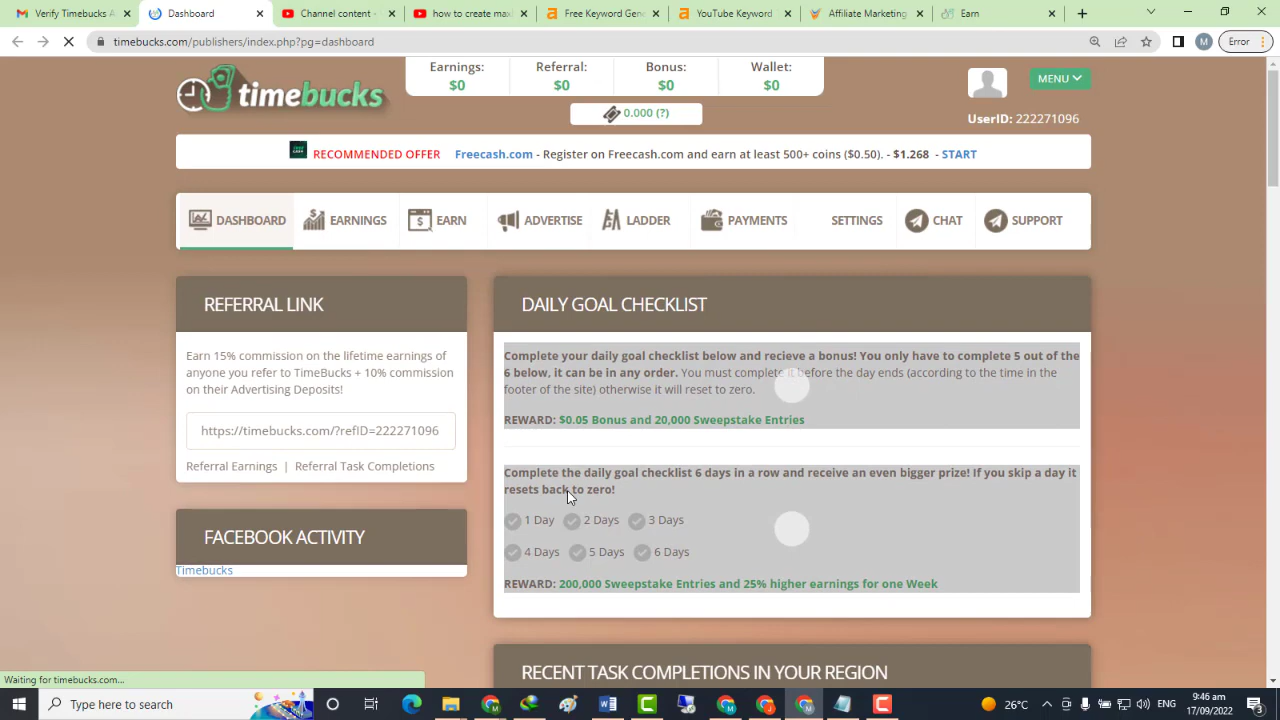 Verify Timebucks A
Dashboard
Channel content -
how to create max
Free Keyword Gene
YouTube Keyword
Affiliate Marketing
Earn
timebucks.com/publishers/index.php?pg=dashboard
M
Error
timebucks
Earnings:
$0
Referral:
$0
Bonus:
$0
Wallet:
$0
0.000 (?)
MENU
UserID: 222271096
RECOMMENDED OFFER Freecash.com - Register on Freecash.com and earn at least 500+ coins ($0.50). - $1.268 - START
DASHBOARD
EARNINGS
EARN
ADVERTISE
LADDER
PAYMENTS
SETTINGS
CHAT
SUPPORT
REFERRAL LINK
Earn 15% commission on the lifetime earnings of
anyone you refer to TimeBucks + 10% commission
on their Advertising Deposits!
https://timebucks.com/?refID=222271096
Referral Earnings | Referral Task Completions
FACEBOOK ACTIVITY
Timebucks
DAILY GOAL CHECKLIST
Complete your daily goal checklist below and recieve a bonus! You only have to complete 5 out of the
6 below, it can be in any order. You must complete it before the day ends (according to the time in the
footer of the site) otherwise it will reset to zero.
REWARD: $0.05 Bonus and 20,000 Sweepstake Entries
Complete the daily goal checklist 6 days in a row and receive an even bigger prize! If you skip a day it
resets back to zero!
1 Day 2 Days 3 Days
4 Days 5 Days 6 Days
REWARD: 200,000 Sweepstake Entries and 25% higher earnings for one Week
RECENT TASK COMPLETIONS IN YOUR REGION
Waiting for timebucks.com...
Type here to search
26°C
ENG
9:46 am
17/09/2022